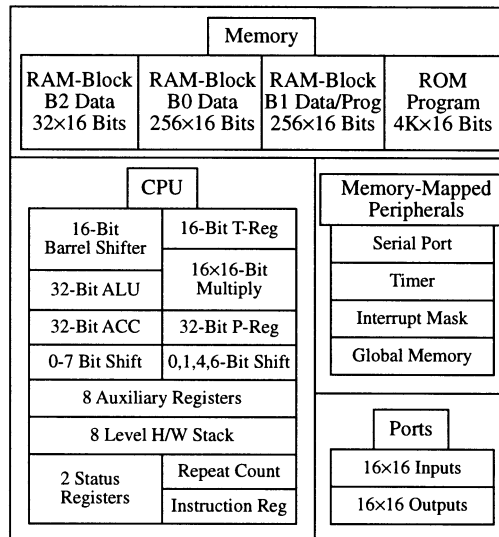 Memory
RAM-Block
B2 Data
32×16 Bits
RAM-Block
B0 Data
256×16 Bits
RAM-Block
B1 Data/Prog
256×16 Bits
ROM
Program
4K×16 Bits
CPU
16-Bit
Barrel Shifter
16-Bit T-Reg
32-Bit ALU
16×16-Bit
Multiply
32-Bit ACC
32-Bit P-Reg
0-7 Bit Shift
0,1,4,6-Bit Shift
8 Auxiliary Registers
8 Level H/W Stack
2 Status
Registers
Repeat Count
Instruction Reg
Memory-Mapped
Peripherals
Serial Port
Timer
Interrupt Mask
Global Memory
Ports
16×16 Inputs
16×16 Outputs